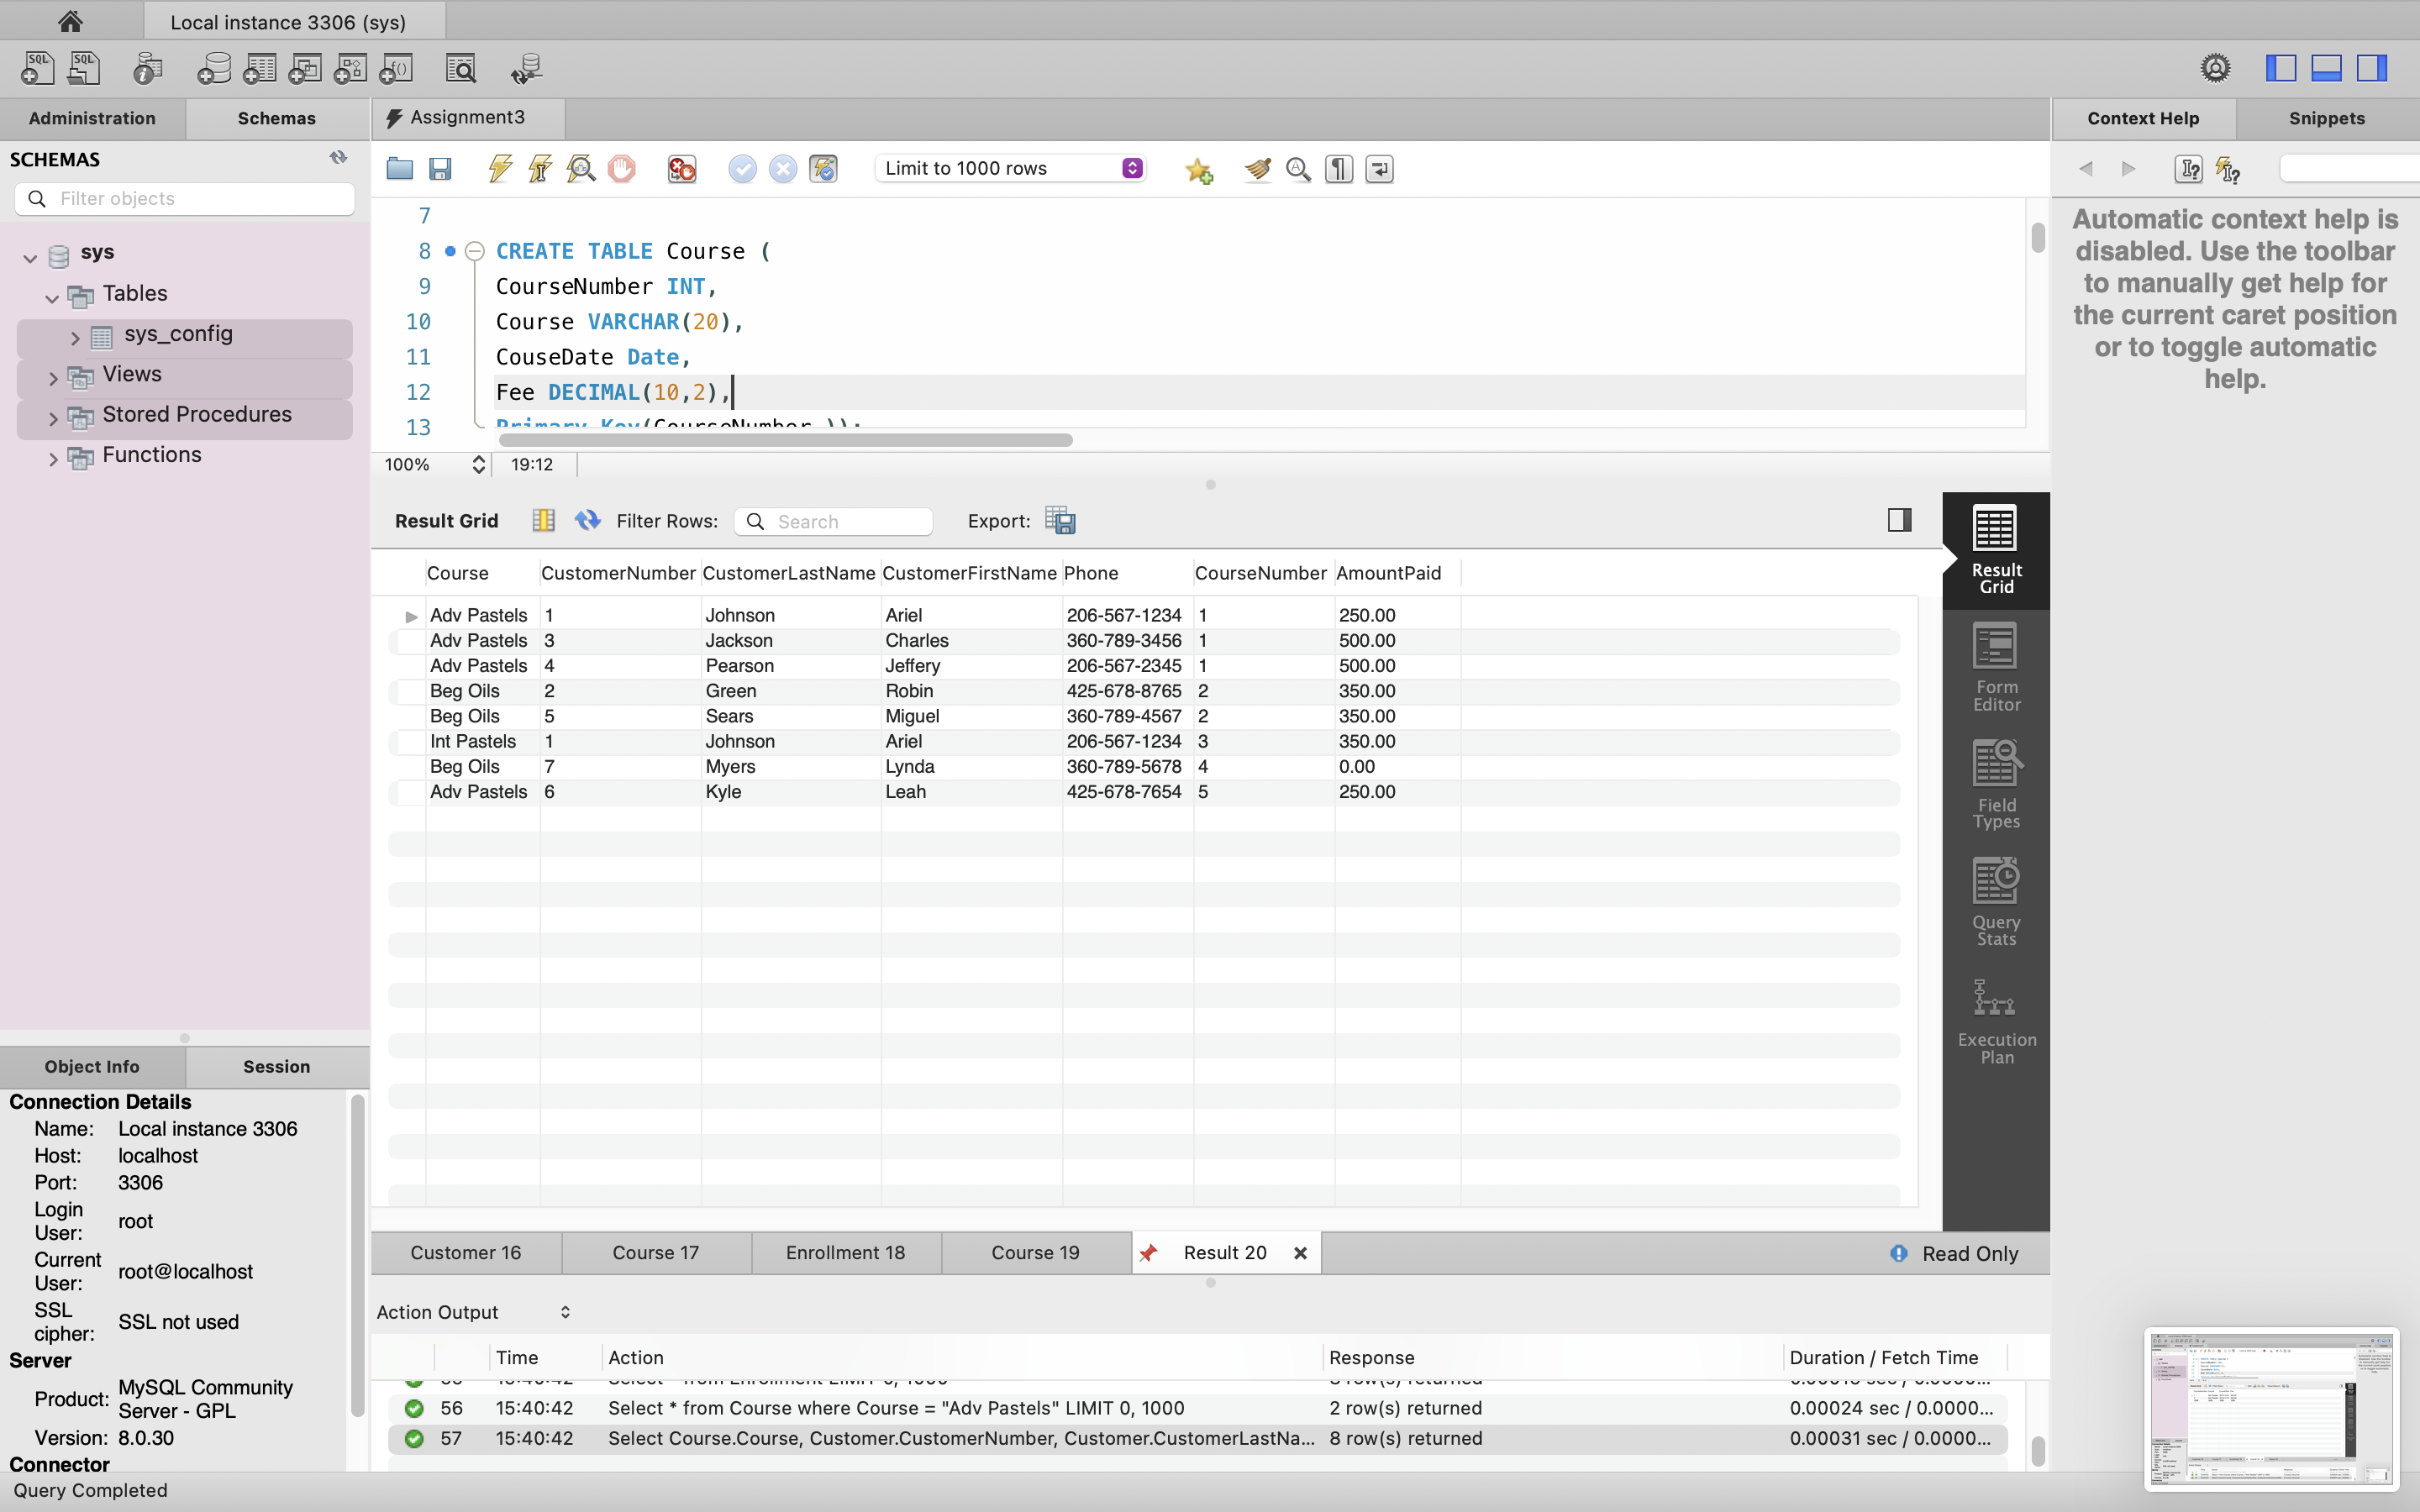 Local instance 3306 (sys)
SQL SQL
Administration Schemas
Assignment3
Context Help Snippets
SCHEMAS
Filter objects
Limit to 1000 rows
sys
Tables
sys_config
Views
Stored Procedures
Functions
7
8 CREATE TABLE Course (
9 CourseNumber INT,
10 Course VARCHAR(20),
11 CouseDate Date,
12 Fee DECIMAL(10,2),
13 Primary Key(CourseNumber ));
100% 19:12
Automatic context help is
disabled. Use the toolbar
to manually get help for
the current caret position
or to toggle automatic
help.
Result Grid Filter Rows: Search Export:
Course CustomerNumber CustomerLastName CustomerFirstName Phone CourseNumber AmountPaid
Adv Pastels 1 Johnson Ariel 206-567-1234 1 250.00
Adv Pastels 3 Jackson Charles 360-789-3456 1 500.00
Adv Pastels 4 Pearson Jeffery 206-567-2345 1 500.00
Beg Oils 2 Green Robin 425-678-8765 2 350.00
Beg Oils 5 Sears Miguel 360-789-4567 2 350.00
Int Pastels 1 Johnson Ariel 206-567-1234 3 350.00
Beg Oils 7 Myers Lynda 360-789-5678 4 0.00
Adv Pastels 6 Kyle Leah 425-678-7654 5 250.00
Result
Grid
Form
Editor
Field
Types
Query
Stats
Execution
Plan
Object Info Session
Connection Details
Name: Local instance 3306
Host: localhost
Port: 3306
Login
User: root
Current
User: root@localhost
SSL
cipher: SSL not used
Server
Product: MySQL Community
Server - GPL
Version: 8.0.30
Connector
Customer 16 Course 17 Enrollment 18 Course 19 Result 20 Read Only
Action Output
Time Action Response Duration / Fetch Time
56 15:40:42 Select * from Course where Course = "Adv Pastels" LIMIT 0, 1000 2 row(s) returned 0.00024 sec / 0.0000...
57 15:40:42 Select Course.Course, Customer.CustomerNumber, Customer.CustomerLastNa... 8 row(s) returned 0.00031 sec / 0.0000...
Query Completed